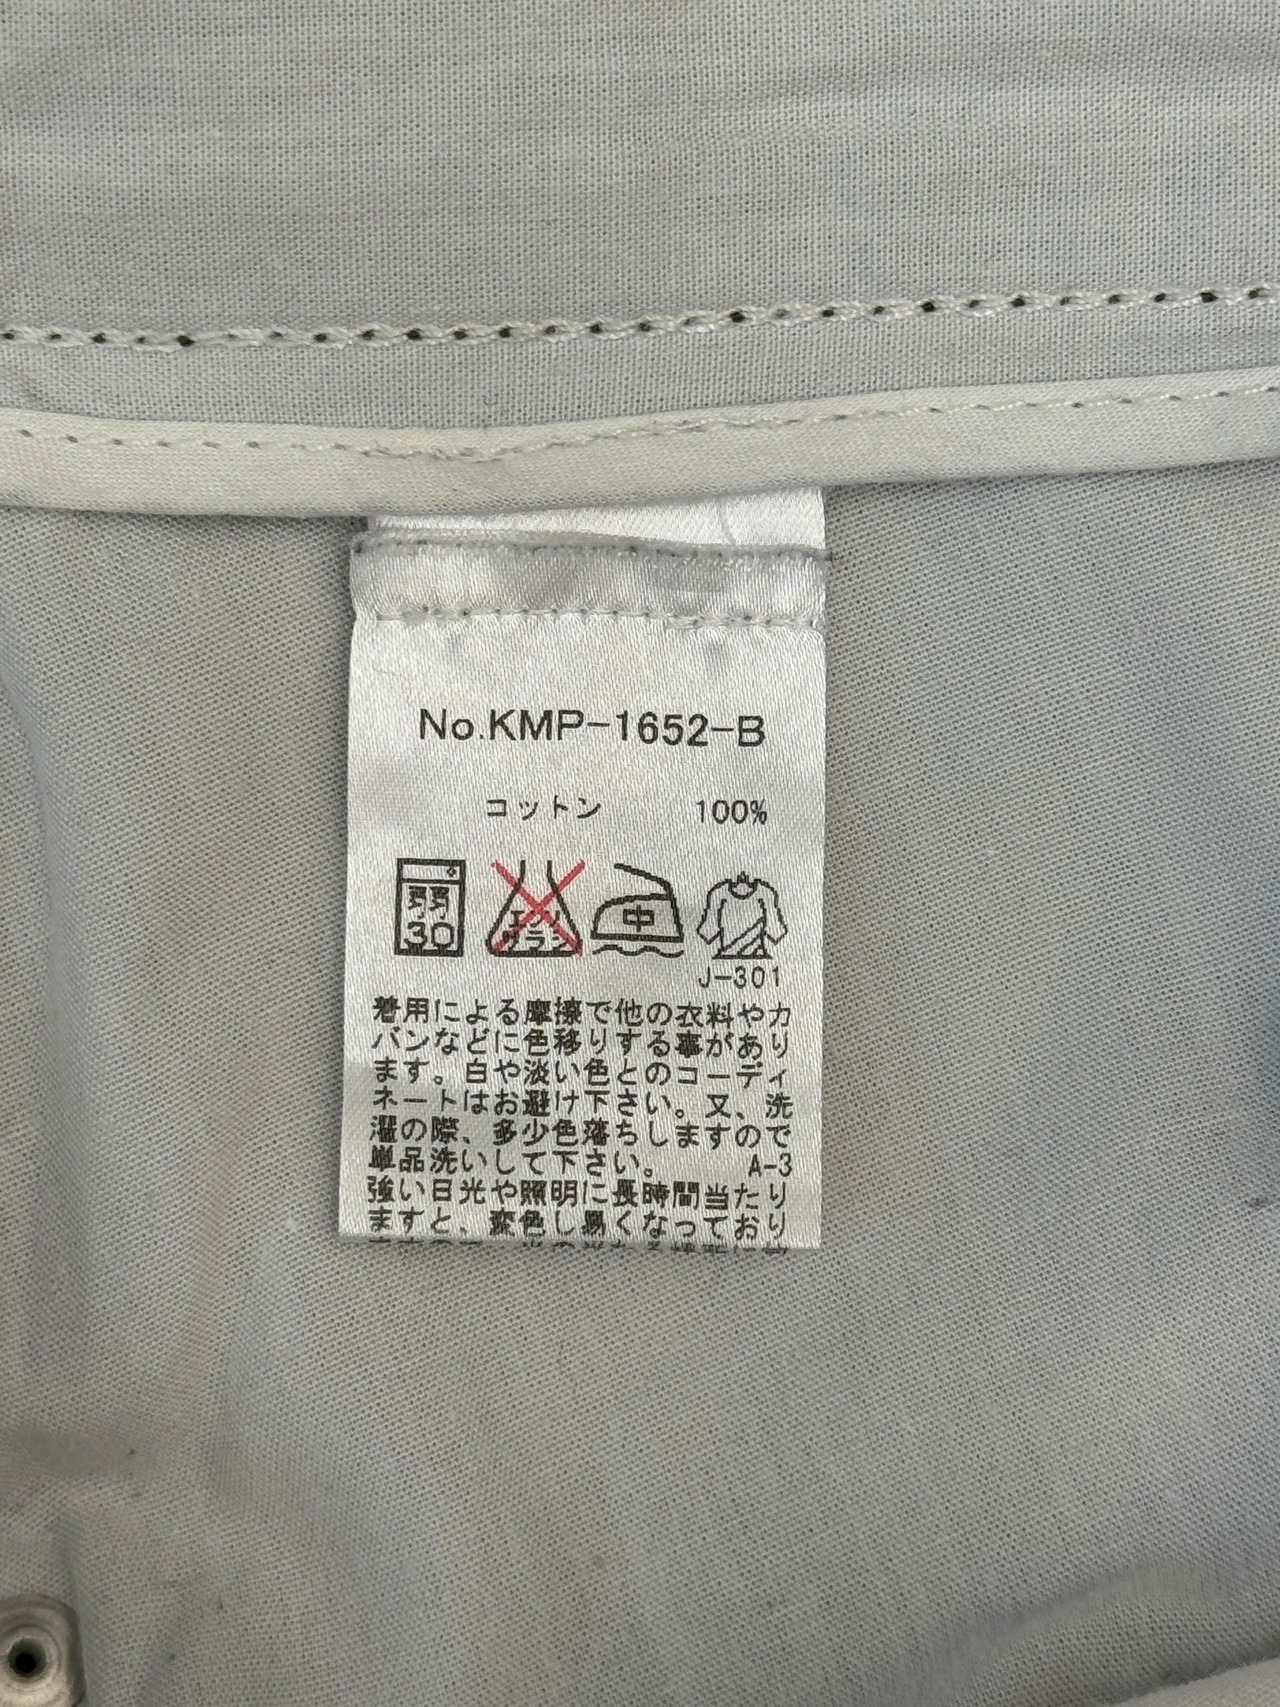 No.KMP-1652-B
コットン 100%
弱
30
エンソ
サラシ
中
J-301
着用による摩擦で他の衣料やカ
バンなどに色移りする事があり
ます。白や淡い色とのコーディ
ネートはお避け下さい。又、洗
濯の際、多少色落ちしますので
単品洗いして下さい。 A-3
強い日光や照明に長時間当たり
ますと、変色し易くなっており